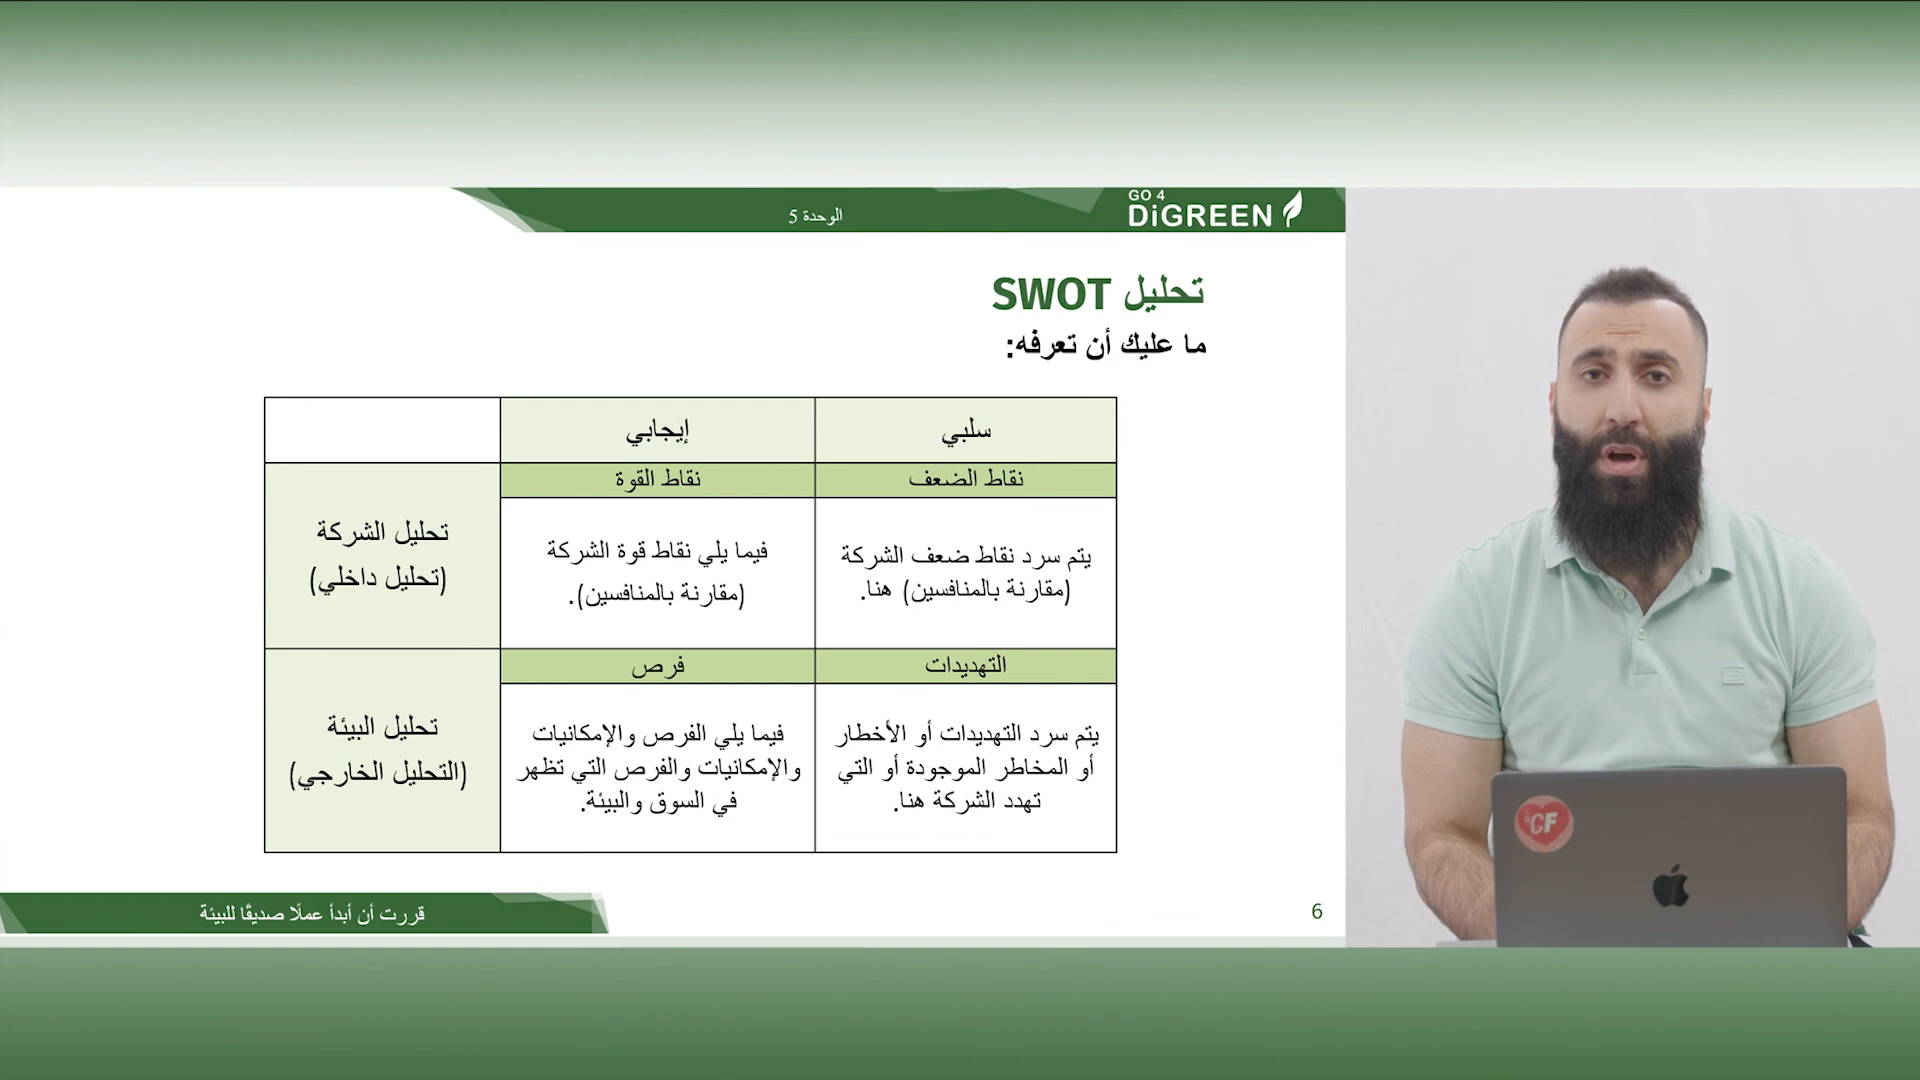 GO 4
DiGREEN
الوحدة 5
تحليل SWOT
ما عليك أن تعرفه:
سلبي
إيجابي
نقاط الضعف
نقاط القوة
تحليل الشركة
(تحليل داخلي)
يتم سرد نقاط ضعف الشركة
(مقارنة بالمنافسين) هنا.
فيما يلي نقاط قوة الشركة
(مقارنة بالمنافسين).
التهديدات
فرص
تحليل البيئة
(التحليل الخارجي)
يتم سرد التهديدات أو الأخطار
أو المخاطر الموجودة أو التي
تهدد الشركة هنا.
فيما يلي الفرص والإمكانيات
والإمكانيات والفرص التي تظهر
في السوق والبيئة.
قررت أن أبدأ عملًا صديقًا للبيئة
6
CF